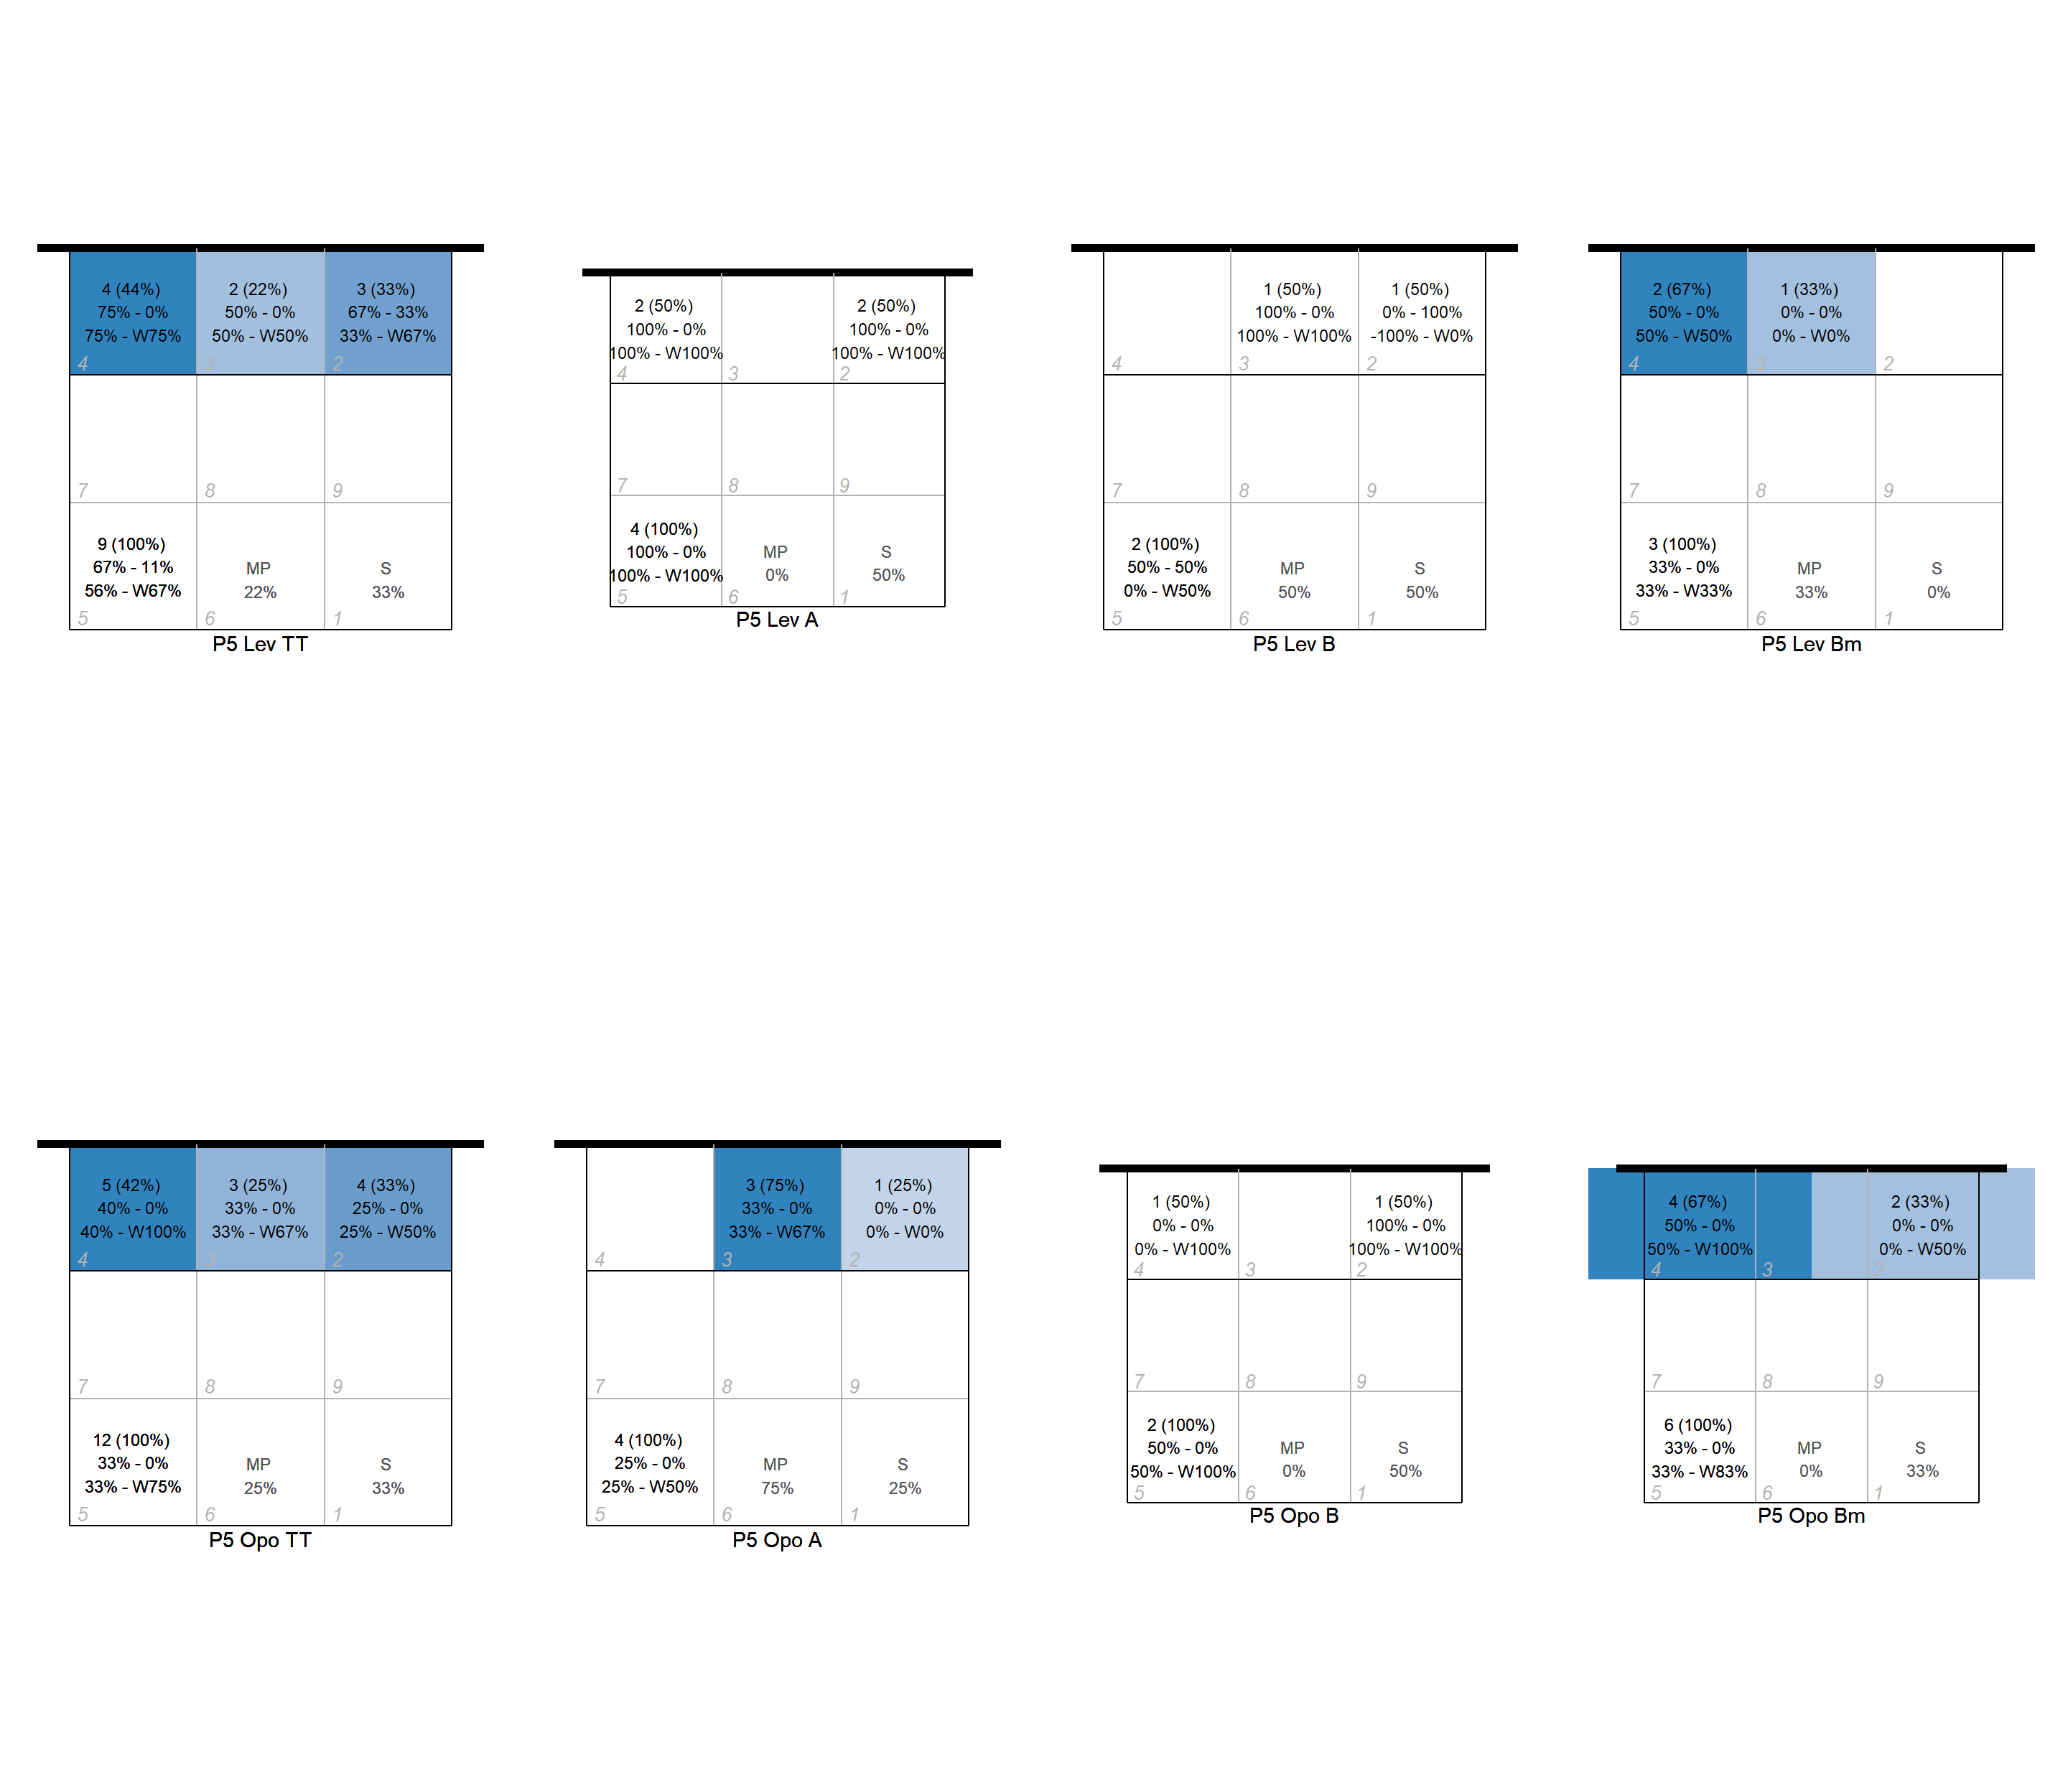 4 (44%)
75% - 0%
75% - W75%
4
2 (22%)
50% - 0%
50% - W50%
3
3 (33%)
67% - 33%
33% - W67%
2
7
8
9
9 (100%)
67% - 11%
56% - W67%
5
MP
22%
6
S
33%
1
P5 Lev TT
2 (50%)
100% - 0%
100% - W100%
4
3
2 (50%)
100% - 0%
100% - W100%
2
7
8
9
4 (100%)
100% - 0%
100% - W100%
5
MP
0%
6
S
50%
1
P5 Lev A
4
1 (50%)
100% - 0%
100% - W100%
3
1 (50%)
0% - 100%
-100% - W0%
2
7
8
9
2 (100%)
50% - 50%
0% - W50%
5
MP
50%
6
S
50%
1
P5 Lev B
2 (67%)
50% - 0%
50% - W50%
4
1 (33%)
0% - 0%
0% - W0%
3
2
7
8
9
3 (100%)
33% - 0%
33% - W33%
5
MP
33%
6
S
0%
1
P5 Lev Bm
5 (42%)
40% - 0%
40% - W100%
4
3 (25%)
33% - 0%
33% - W67%
3
4 (33%)
25% - 0%
25% - W50%
2
7
8
9
12 (100%)
33% - 0%
33% - W75%
5
MP
25%
6
S
33%
1
P5 Opo TT
4
3 (75%)
33% - 0%
33% - W67%
3
1 (25%)
0% - 0%
0% - W0%
2
7
8
9
4 (100%)
25% - 0%
25% - W50%
5
MP
75%
6
S
25%
1
P5 Opo A
1 (50%)
0% - 0%
0% - W100%
4
3
1 (50%)
100% - 0%
100% - W100%
2
7
8
9
2 (100%)
50% - 0%
50% - W100%
5
MP
0%
6
S
50%
1
P5 Opo B
4 (67%)
50% - 0%
50% - W100%
4
3
2 (33%)
0% - 0%
0% - W50%
2
7
8
9
6 (100%)
33% - 0%
33% - W83%
5
MP
0%
6
S
33%
1
P5 Opo Bm